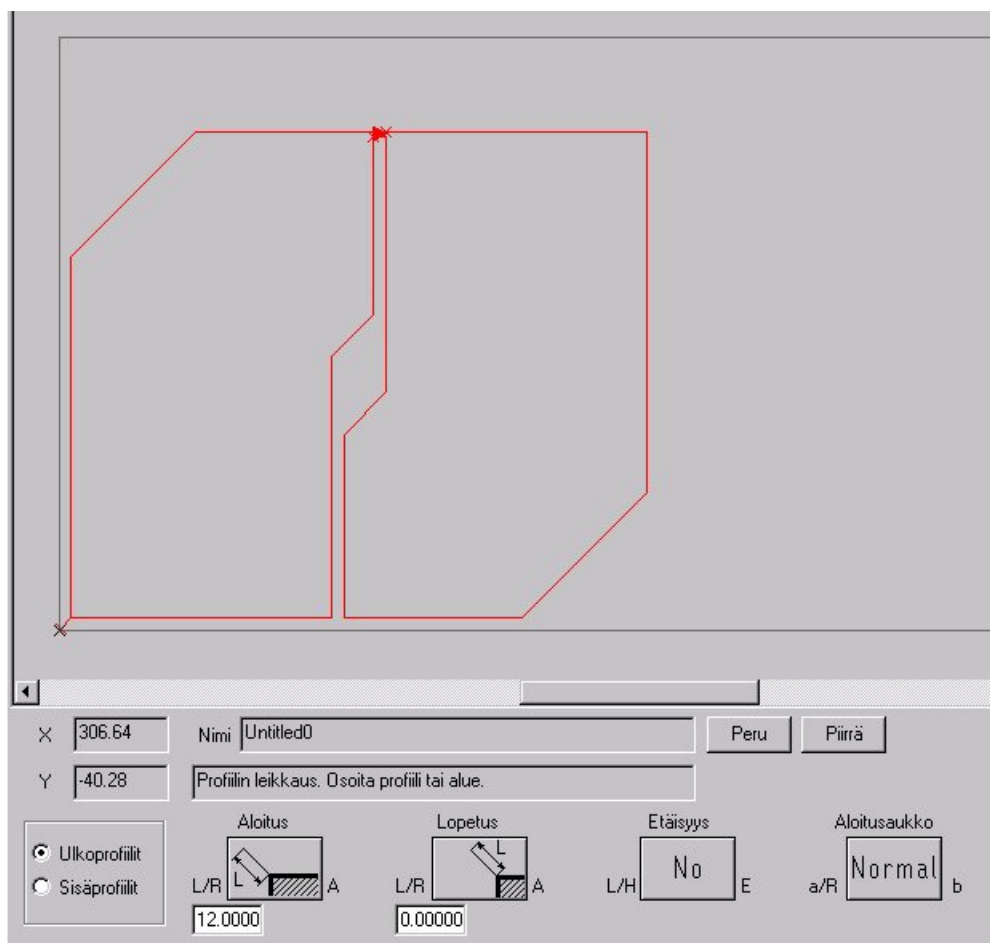 X 306.64 Nimi Untitled0 Peru Piirrä
Y -40.28 Profiilin leikkaus. Osoita profiili tai alue.
Aloitus Lopetus Etäisyys Aloitusaukko
Ulkoprofiilit
Sisäprofiilit
L/R L A L/R L A L/H No E a/R Normal b
12.0000 0.00000